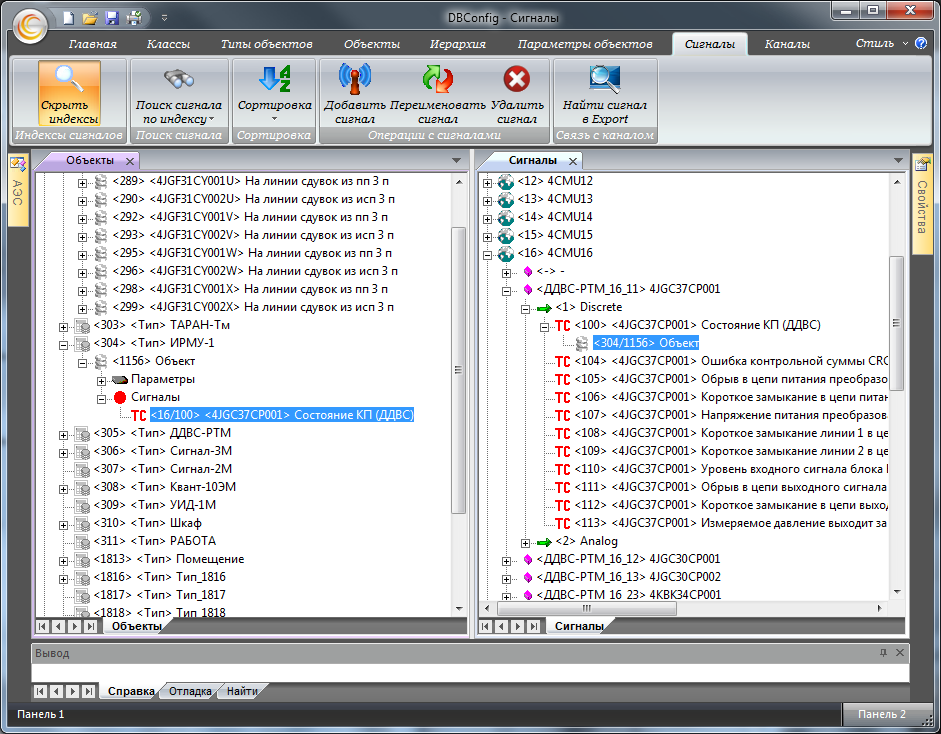 DBConfig - Сигналы
Главная Классы Типы объектов Объекты Иерархия Параметры объектов Сигналы Каналы Стиль
Скрыть индексы
Индексы сигналов
Поиск сигнала по индексу
Поиск сигнала
Сортировка
Сортировка
Добавить сигнал
Переименовать сигнал
Удалить сигнал
Операции с сигналами
Найти сигнал в Export
Связь с каналом
АЭС
Объекты
<289> <4JGF31CY001U> На линии сдувок из пп 3 п
<290> <4JGF31CY002U> На линии сдувок из исп 3 п
<292> <4JGF31CY001V> На линии сдувок из пп 3 п
<293> <4JGF31CY002V> На линии сдувок из исп 3 п
<295> <4JGF31CY001W> На линии сдувок из пп 3 п
<296> <4JGF31CY002W> На линии сдувок из исп 3 п
<298> <4JGF31CY001X> На линии сдувок из пп 3 п
<299> <4JGF31CY002X> На линии сдувок из исп 3 п
<303> <Тип> ТАРАН-Тм
<304> <Тип> ИРМУ-1
<1156> Объект
Параметры
Сигналы
ТС <16/100> <4JGC37CP001> Состояние КП (ДДВС)
<305> <Тип> ДДВС-РТМ
<306> <Тип> Сигнал-3М
<307> <Тип> Сигнал-2М
<308> <Тип> Квант-10ЭМ
<309> <Тип> УИД-1М
<310> <Тип> Шкаф
<311> <Тип> РАБОТА
<1813> <Тип> Помещение
<1816> <Тип> Тип_1816
<1817> <Тип> Тип_1817
<1818> <Тип> Тип 1818
Объекты
Сигналы
<12> 4CMU12
<13> 4CMU13
<14> 4CMU14
<15> 4CMU15
<16> 4CMU16
<-> -
<ДДВС-РТМ_16_11> 4JGC37CP001
<1> Discrete
ТС <100> <4JGC37CP001> Состояние КП (ДДВС)
<304/1156> Объект
ТС <104> <4JGC37CP001> Ошибка контрольной суммы CRC
ТС <105> <4JGC37CP001> Обрыв в цепи питания преобразо
ТС <106> <4JGC37CP001> Короткое замыкание в цепи питан
ТС <107> <4JGC37CP001> Напряжение питания преобразов
ТС <108> <4JGC37CP001> Короткое замыкание линии 1 в це
ТС <109> <4JGC37CP001> Короткое замыкание линии 2 в це
ТС <110> <4JGC37CP001> Уровень входного сигнала блока
ТС <111> <4JGC37CP001> Обрыв в цепи выходного сигнала
ТС <112> <4JGC37CP001> Короткое замыкание в цепи выхо
ТС <113> <4JGC37CP001> Измеряемое давление выходит за
<2> Analog
<ДДВС-РТМ_16_12> 4JGC30CP001
<ДДВС-РТМ_16_13> 4JGC30CP002
<ДДВС-РТМ 16 23> 4KBK34CP001
Сигналы
Свойства
Вывод
Справка Отладка Найти
Панель 1
Панель 2